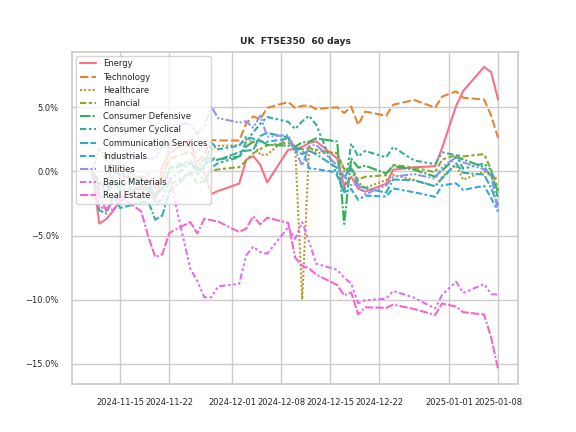 UK  FTSE350  60 days
Energy
Technology
Healthcare
Financial
Consumer Defensive
Consumer Cyclical
Communication Services
Industrials
Utilities
Basic Materials
Real Estate
5.0%
0.0%
−5.0%
−10.0%
−15.0%
2024-11-15 2024-11-22 2024-12-01 2024-12-08 2024-12-15 2024-12-22 2025-01-01 2025-01-08